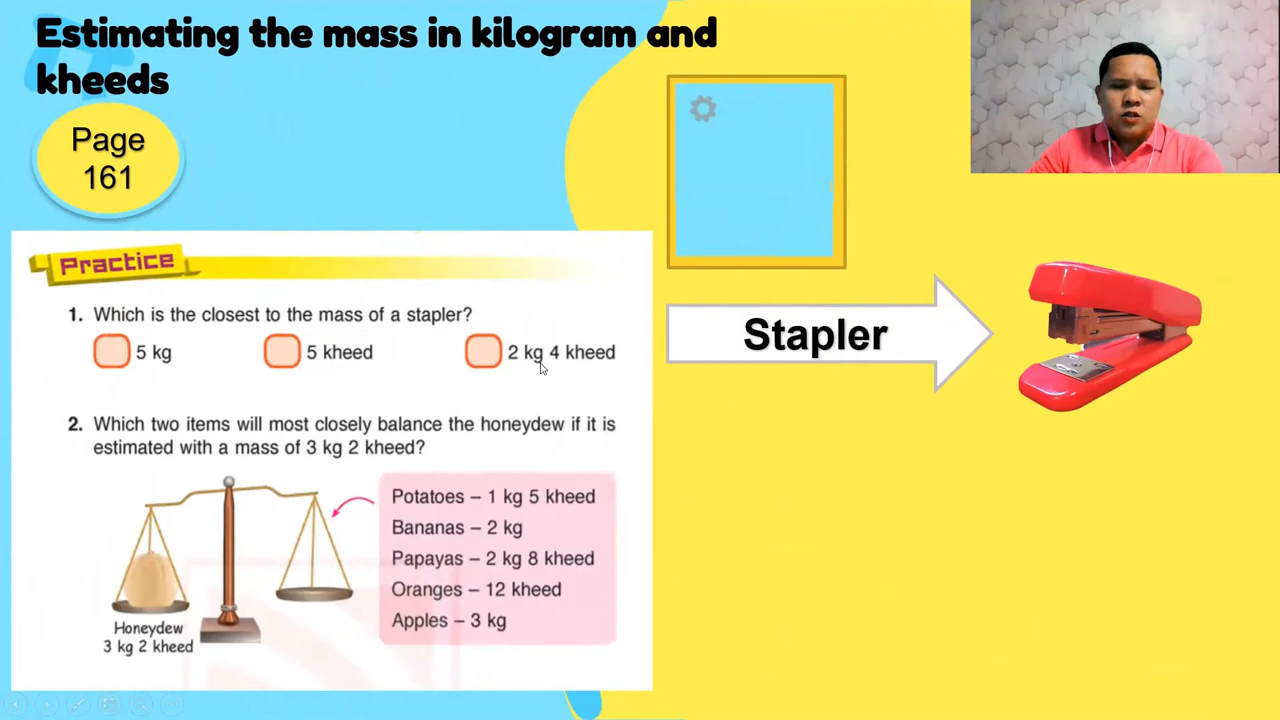 Estimating the mass in kilogram and
kheeds
Page
161
Practice
1. Which is the closest to the mass of a stapler?
5 kg 5 kheed 2 kg 4 kheed
2. Which two items will most closely balance the honeydew if it is
estimated with a mass of 3 kg 2 kheed?
Potatoes – 1 kg 5 kheed
Bananas – 2 kg
Papayas – 2 kg 8 kheed
Oranges – 12 kheed
Apples – 3 kg
Honeydew
3 kg 2 kheed
Stapler